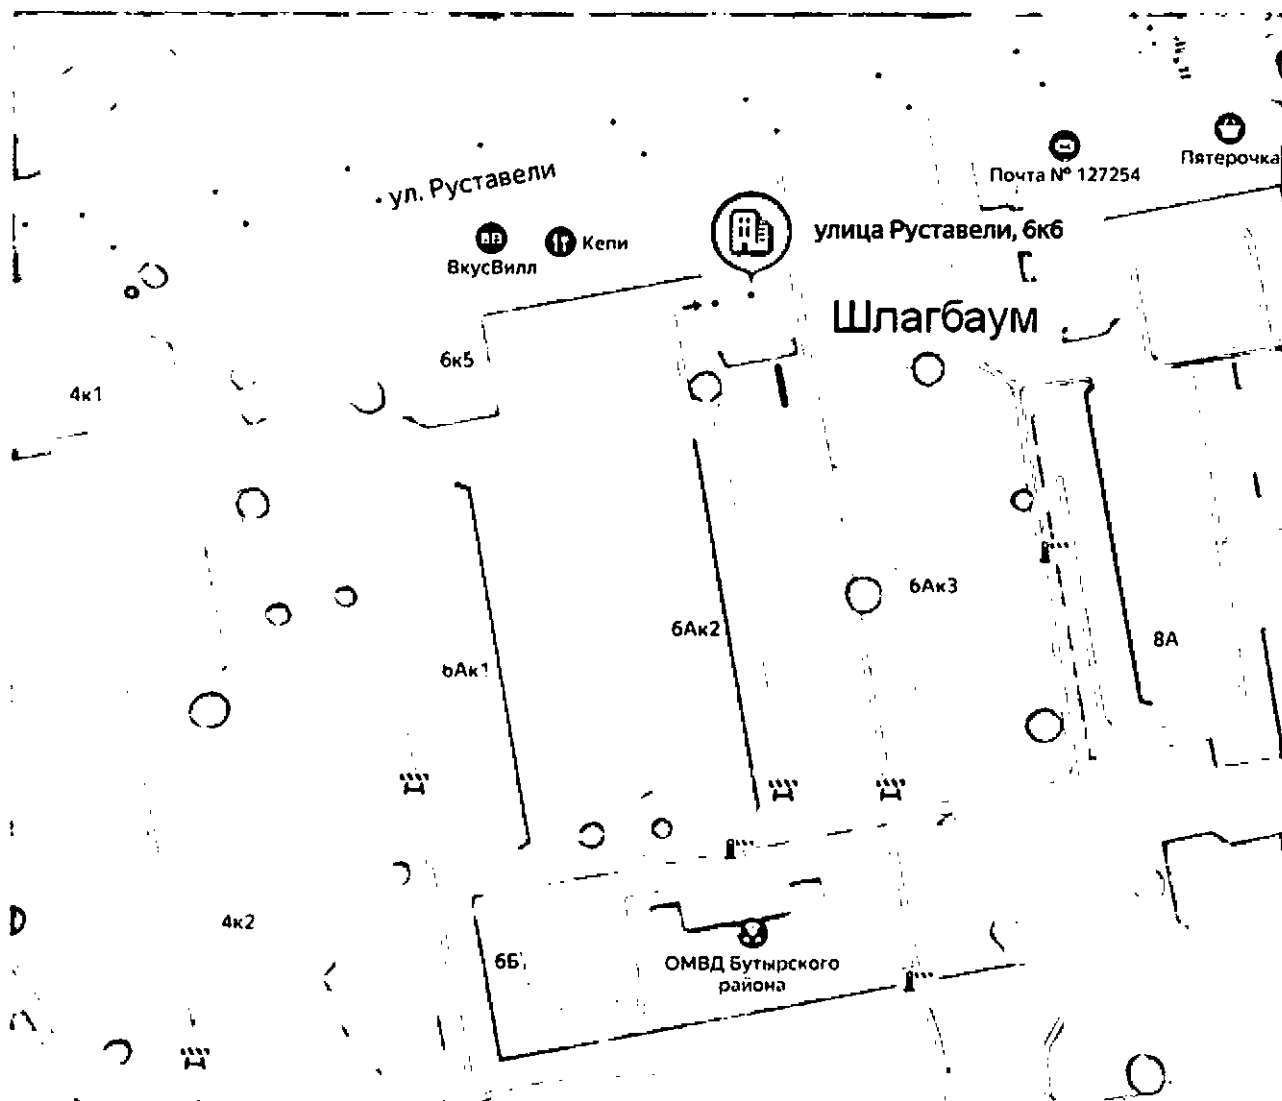 ул. Руставели
Почта № 127254
Пятерочка
улица Руставели, 6к6
ВкусВилл
Кепи
Шлагбаум
6к5
4к1
6Ак3
6Ак2
6Ак1
8А
4к2
6Б
ОМВД Бутырского
района